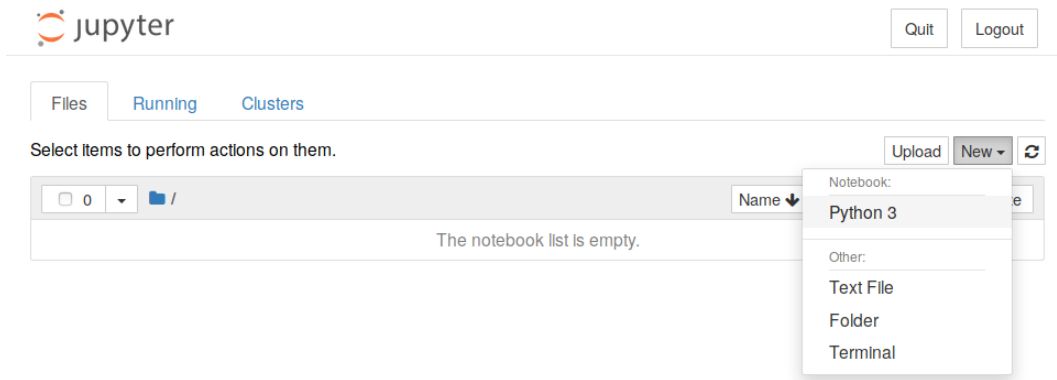 jupyter
Quit Logout
Files Running Clusters
Select items to perform actions on them.
Upload New
0 / Name
Notebook:
Python 3
The notebook list is empty.
Other:
Text File
Folder
Terminal